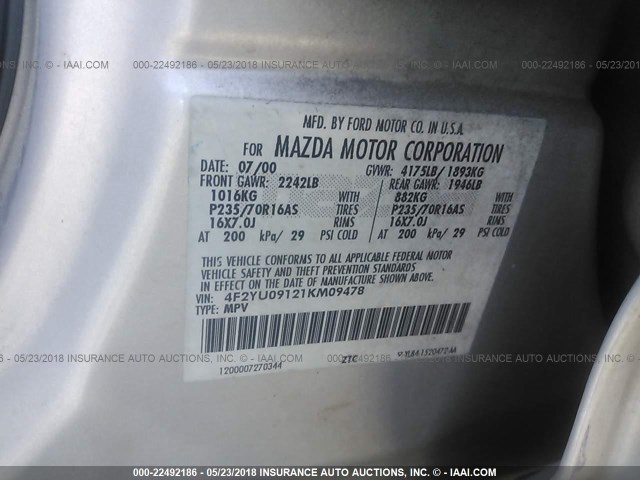 000-22492186 - 05/23/2018 INSURANCE AUTO AUCTIONS, INC. - © - IAAI.COM
- IAAI.COM
MFD. BY FORD MOTOR CO. IN U.S.A.
FOR MAZDA MOTOR CORPORATION
DATE: 07/00 GVWR: 4175LB/ 1893KG
FRONT GAWR: 2242LB REAR GAWR: 1946LB
1016KG WITH 882KG WITH
P235/70R16AS TIRES P235/70R16AS TIRES
16X7.0J RIMS 16X7.0J RIMS
AT 200 kPa/ 29 PSI COLD AT 200 kPa/ 29 PSI COLD
THIS VEHICLE CONFORMS TO ALL APPLICABLE FEDERAL MOTOR
VEHICLE SAFETY AND THEFT PREVENTION STANDARDS
IN EFFECT ON THE DATE OF MANUFACTURE SHOWN ABOVE.
VIN: 4F2YU09121KM09478
TYPE: MPV
1200007270344 ZTC
000-22492186 - 05/23/2018 INSURANCE AUTO AUCTIONS, INC. - © - IAAI.COM